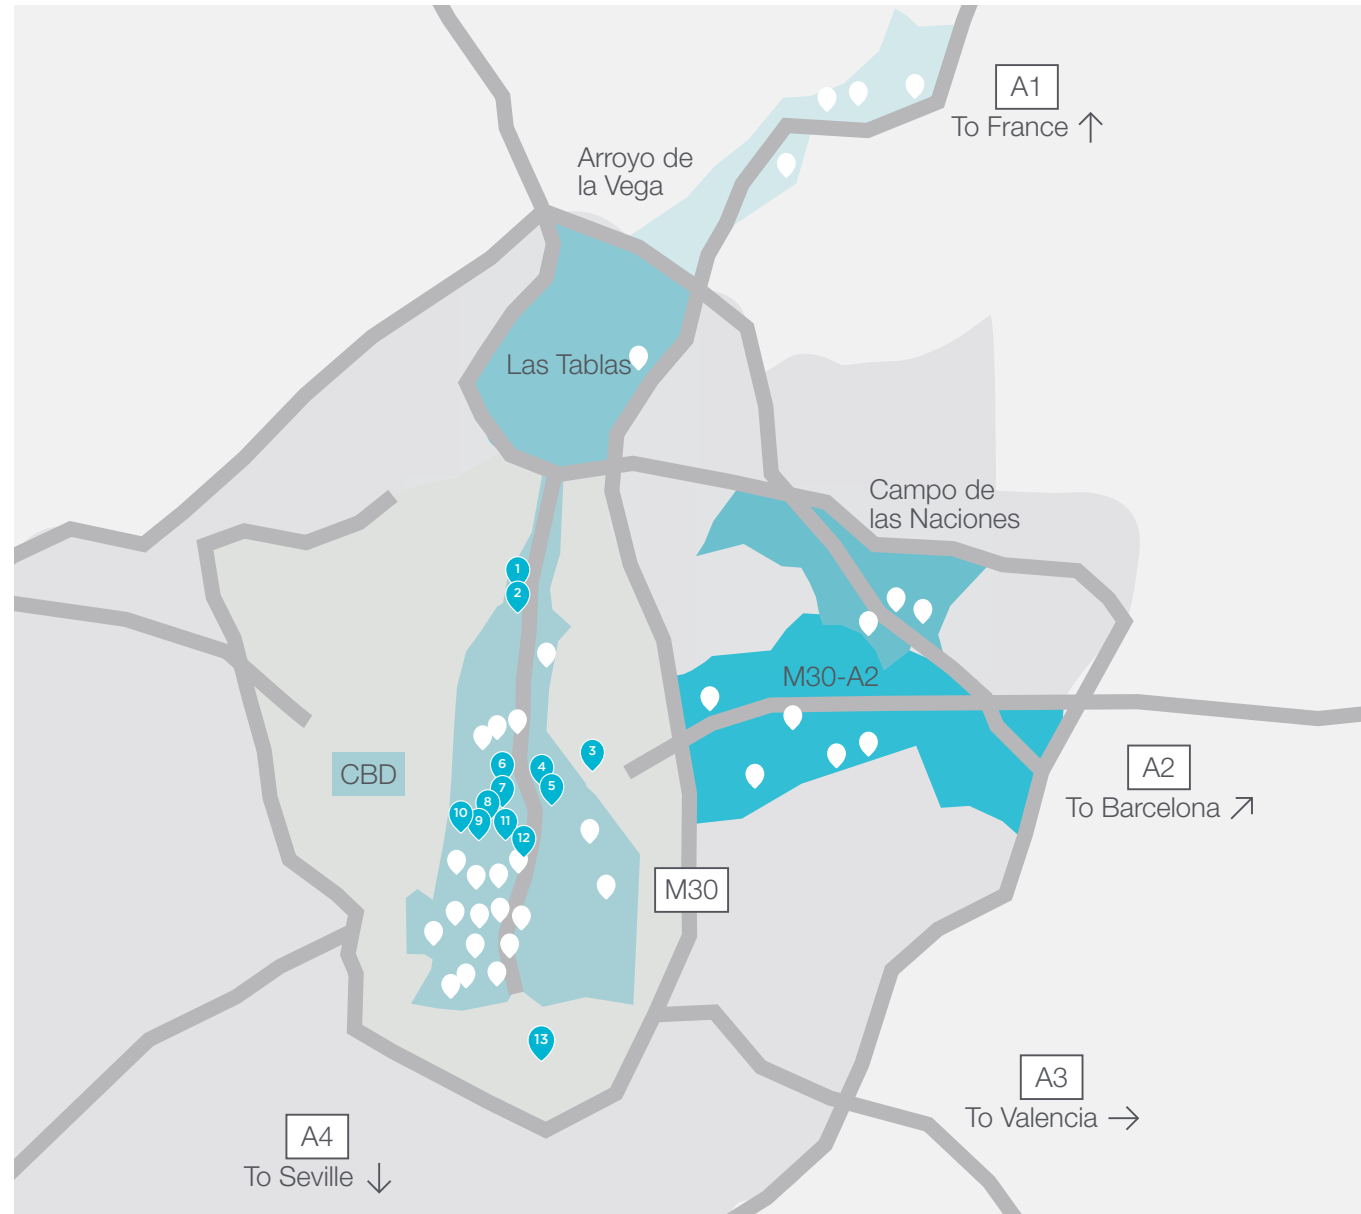 A1
To France
Arroyo de
la Vega
Las Tablas
Campo de
las Naciones
1
2
M30-A2
3
CBD
6
4
7
5
8
10
9
11
12
A2
To Barcelona
M30
13
A3
To Valencia
A4
To Seville